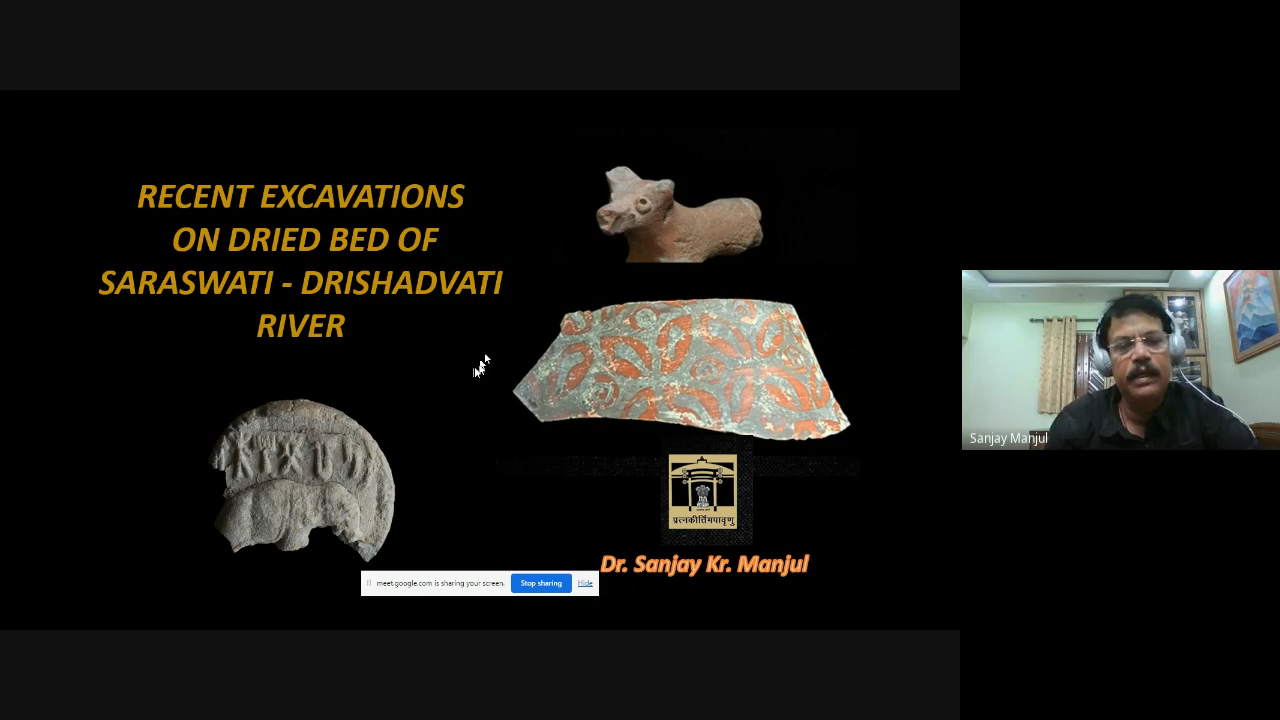 RECENT EXCAVATIONS
ON DRIED BED OF
SARASWATI - DRISHADVATI
RIVER
प्रत्नकीर्तिमपावृणु
Dr. Sanjay Kr. Manjul
meet.google.com is sharing your screen.
Stop sharing
Hide
Sanjay Manjul